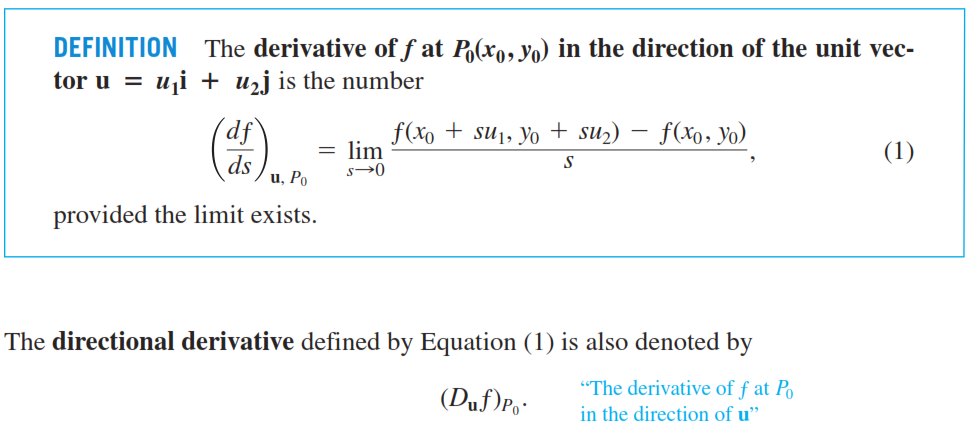 DEFINITION The derivative of f at P₀(x₀, y₀) in the direction of the unit vec-
tor u = u₁i + u₂j is the number
(df/ds)u, P₀ = lim s→0 (f(x₀ + su₁, y₀ + su₂) − f(x₀, y₀))/s, (1)
provided the limit exists.
The directional derivative defined by Equation (1) is also denoted by
(Duf)P₀. “The derivative of f at P₀
in the direction of u”